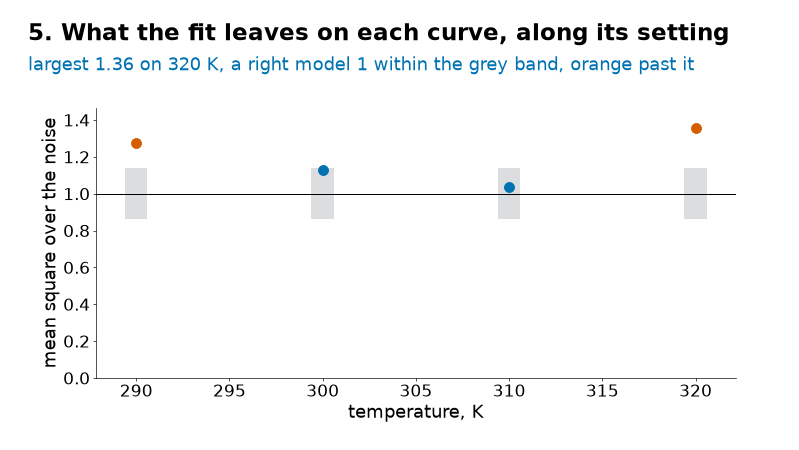 5. What the fit leaves on each curve, along its setting
largest 1.36 on 320 K, a right model 1 within the grey band, orange past it
mean square over the noise
1.4
1.2
1.0
0.8
0.6
0.4
0.2
0.0
290 295 300 305 310 315 320
temperature, K